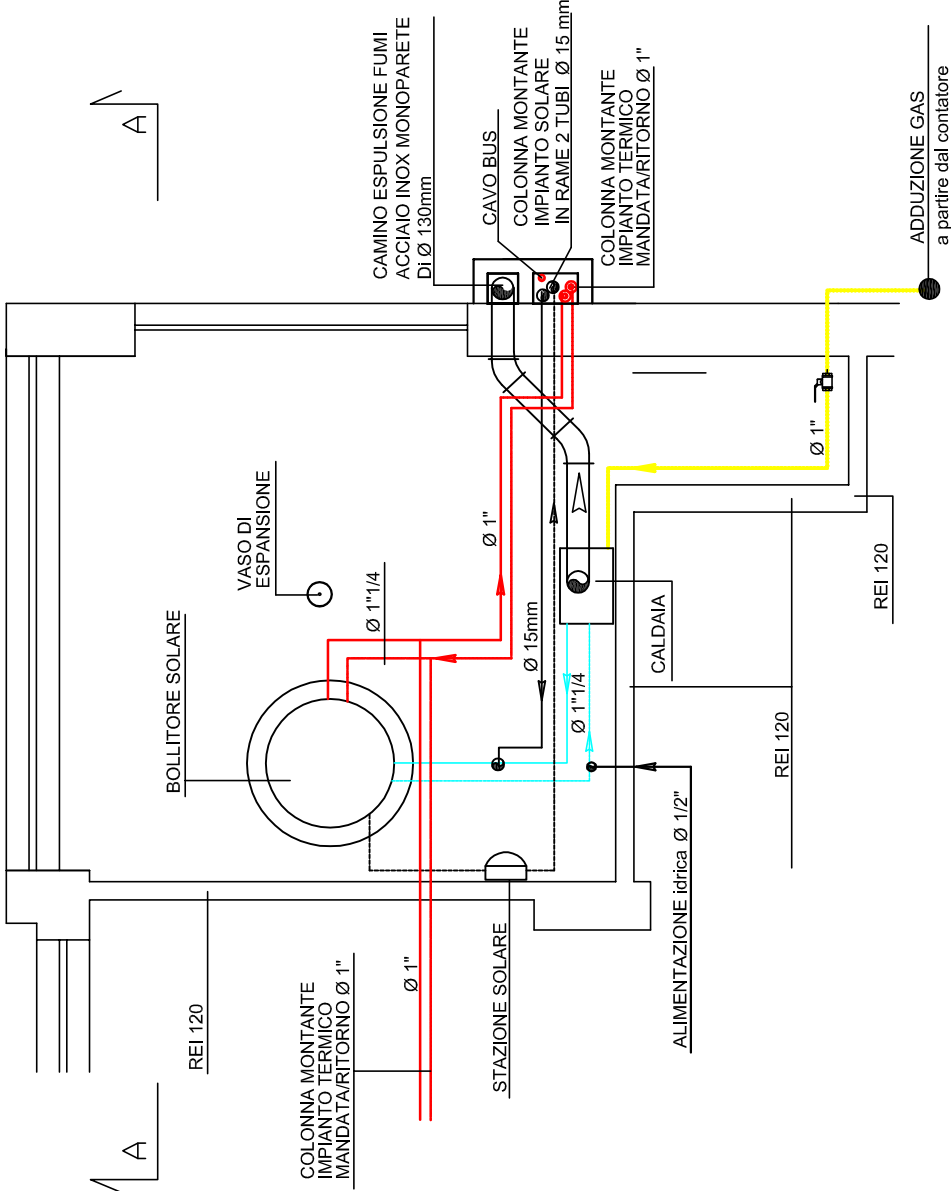 A
CAMINO ESPULSIONE FUMI
ACCIAIO INOX MONOPARETE
Di Ø 130mm
CAVO BUS
COLONNA MONTANTE
IMPIANTO SOLARE
IN RAME 2 TUBI Ø 15 mm
COLONNA MONTANTE
IMPIANTO TERMICO
MANDATA/RITORNO Ø 1"
ADDUZIONE GAS
a partire dal contatore
VASO DI
ESPANSIONE
BOLLITORE SOLARE
Ø 1"1/4
Ø 1"
Ø 15mm
Ø 1"1/4
Ø 1"
CALDAIA
REI 120
REI 120
REI 120
COLONNA MONTANTE
IMPIANTO TERMICO
MANDATA/RITORNO Ø 1"
Ø 1"
STAZIONE SOLARE
ALIMENTAZIONE idrica Ø 1/2"
A